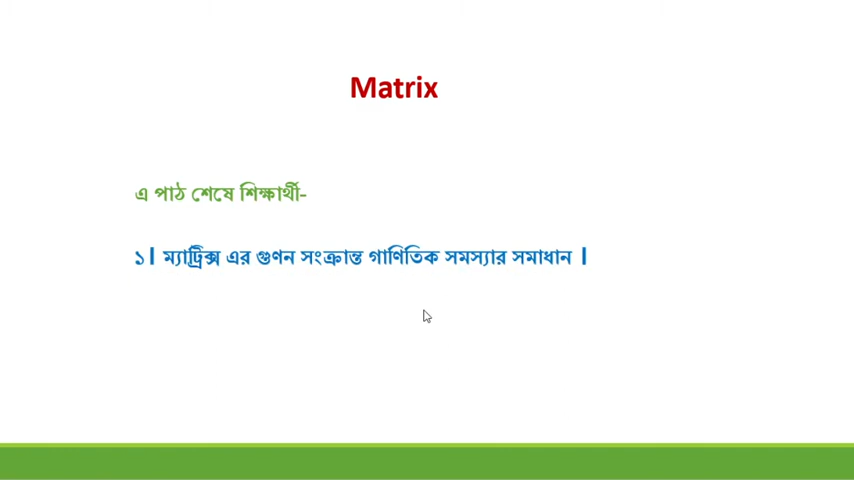 Matrix
এ পাঠ শেষে শিক্ষার্থী-
১। ম্যাট্রিক্স এর গুণন সংক্রান্ত গাণিতিক সমস্যার সমাধান ।